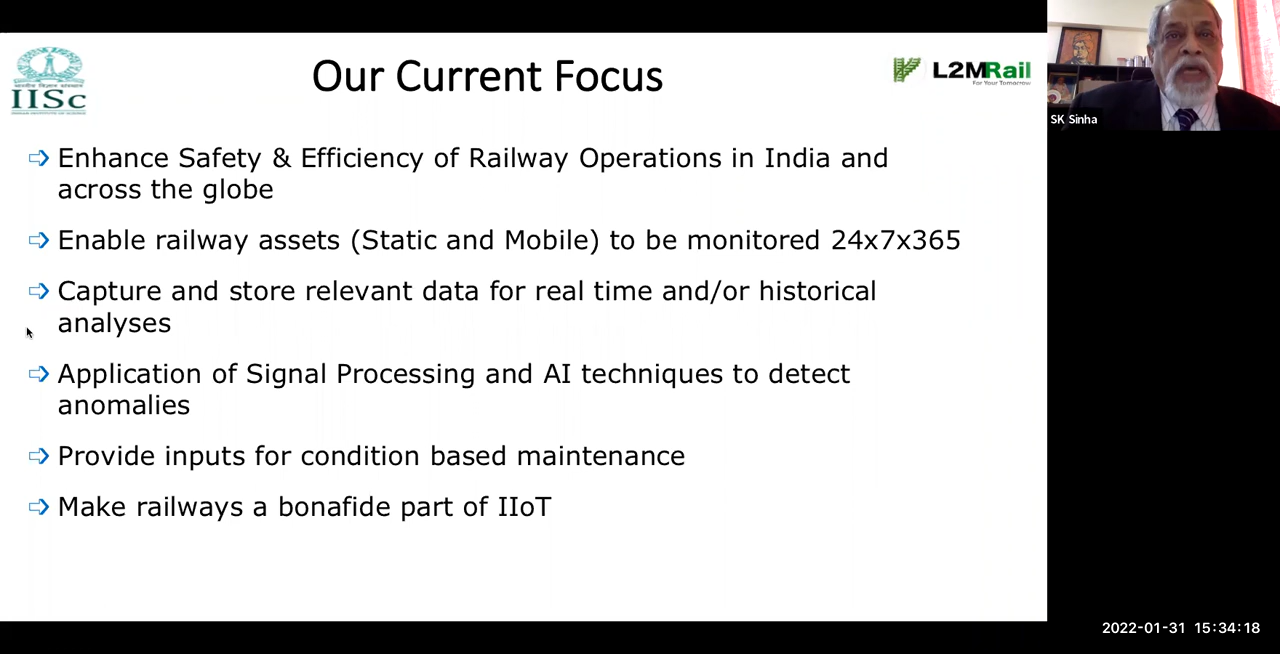 IISc
Our Current Focus
L2MRail
For Your Tomorrow
SK Sinha
Enhance Safety & Efficiency of Railway Operations in India and
across the globe
Enable railway assets (Static and Mobile) to be monitored 24x7x365
Capture and store relevant data for real time and/or historical
analyses
Application of Signal Processing and AI techniques to detect
anomalies
Provide inputs for condition based maintenance
Make railways a bonafide part of IIoT
2022-01-31 15:34:18